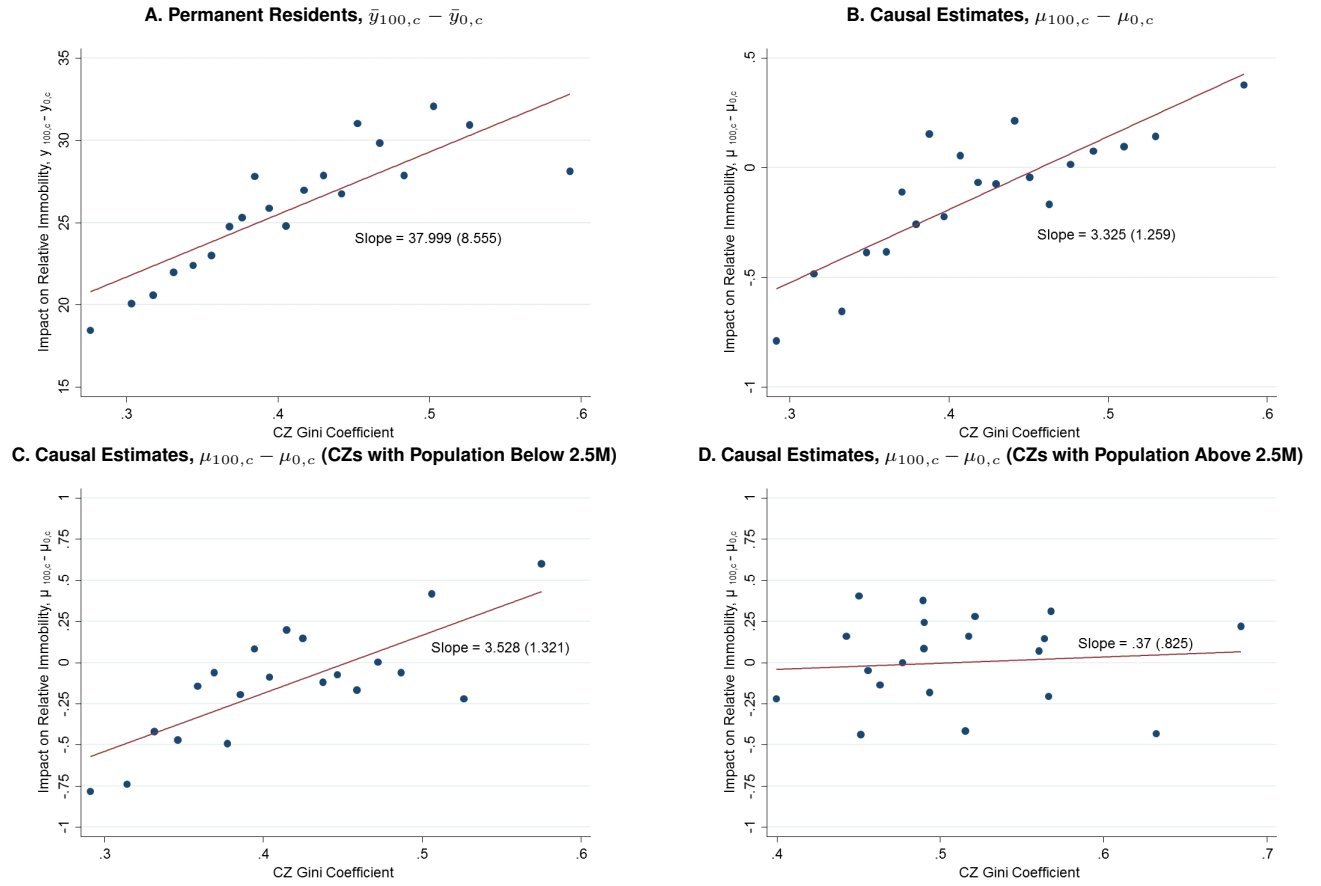 A. Permanent Residents, ȳ100,c − ȳ0,c
Impact on Relative Immobility, y 100,c - y0,c
35
30
25
20
15
Slope = 37.999 (8.555)
.3 .4 .5 .6
CZ Gini Coefficient
B. Causal Estimates, μ100,c − μ0,c
Impact on Relative Immobility, μ 100,c - μ0,c
.5
0
-.5
-1
Slope = 3.325 (1.259)
.3 .4 .5 .6
CZ Gini Coefficient
C. Causal Estimates, μ100,c − μ0,c (CZs with Population Below 2.5M)
Impact on Relative Immobility, μ 100,c - μ0,c
1
.75
.5
.25
0
-.25
-.5
-.75
-1
Slope = 3.528 (1.321)
.3 .4 .5 .6
CZ Gini Coefficient
D. Causal Estimates, μ100,c − μ0,c (CZs with Population Above 2.5M)
Impact on Relative Immobility, μ 100,c - μ0,c
1
.75
.5
.25
0
-.25
-.5
-.75
-1
Slope = .37 (.825)
.4 .5 .6 .7
CZ Gini Coefficient